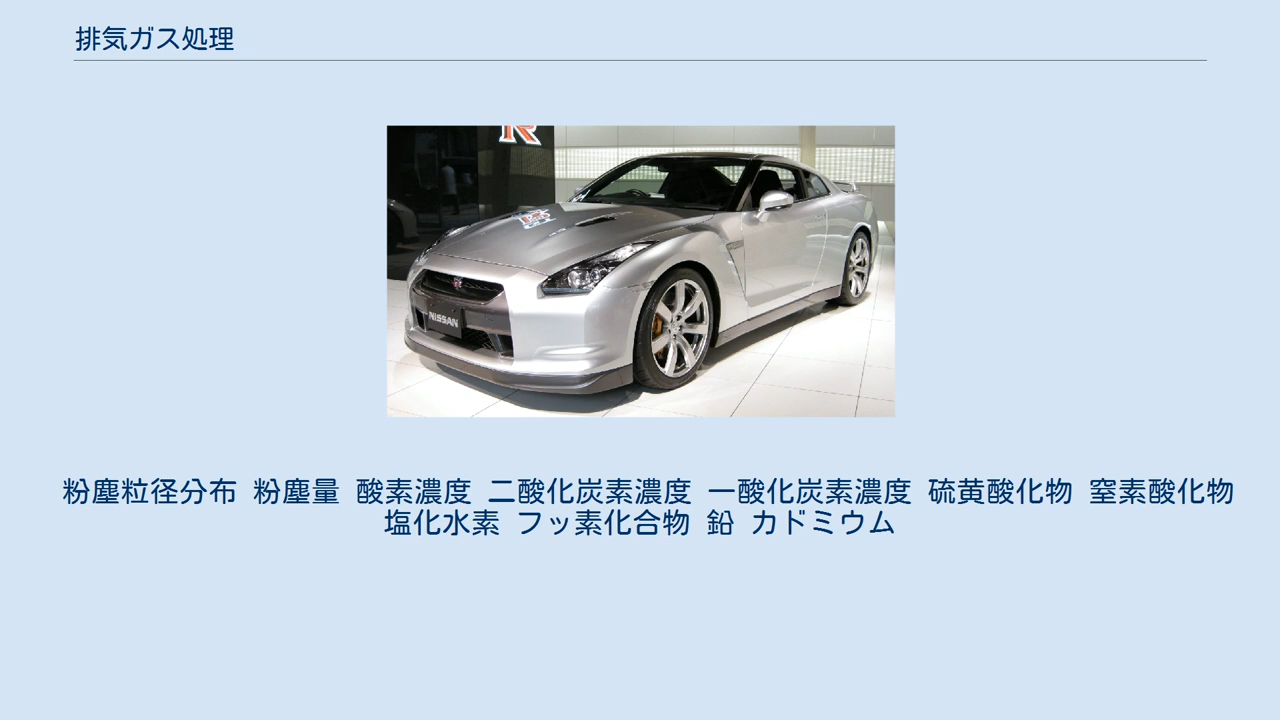 排気ガス処理
R
NISSAN
粉塵粒径分布 粉塵量 酸素濃度 二酸化炭素濃度 一酸化炭素濃度 硫黄酸化物 窒素酸化物
塩化水素 フッ素化合物 鉛 カドミウム